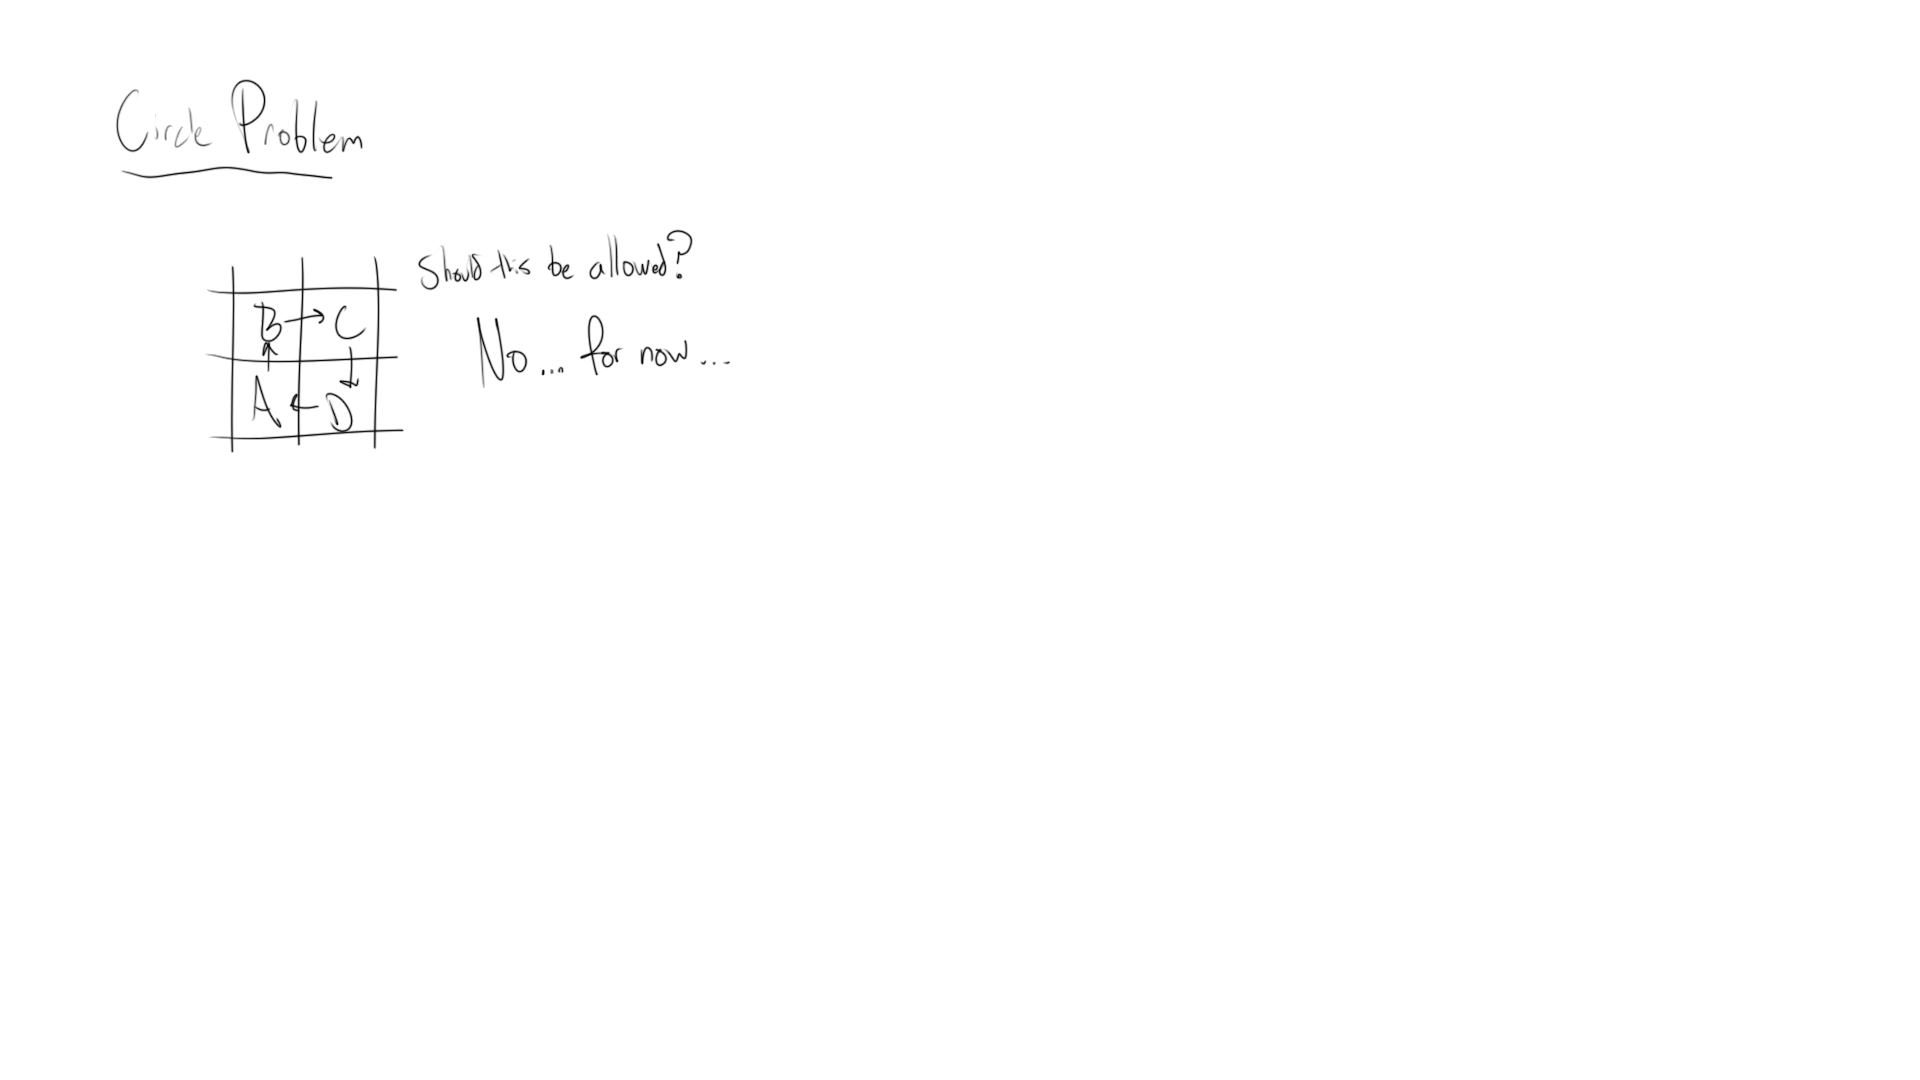 Circle Problem
Should this be allowed?
B → C
No... for now...
A ← D